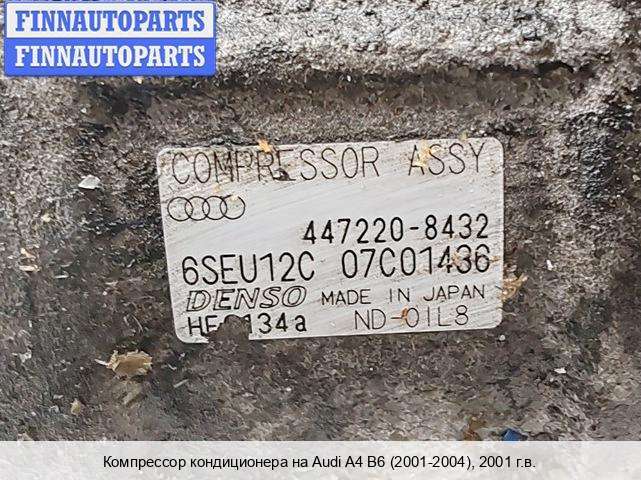 FINNAUTOPARTS
FINNAUTOPARTS
COMPRESSOR ASSY
447220-8432
6SEU12C 07C01436
DENSO MADE IN JAPAN
ND-OIL8
Компрессор кондиционера на Audi A4 B6 (2001-2004), 2001 г.в.